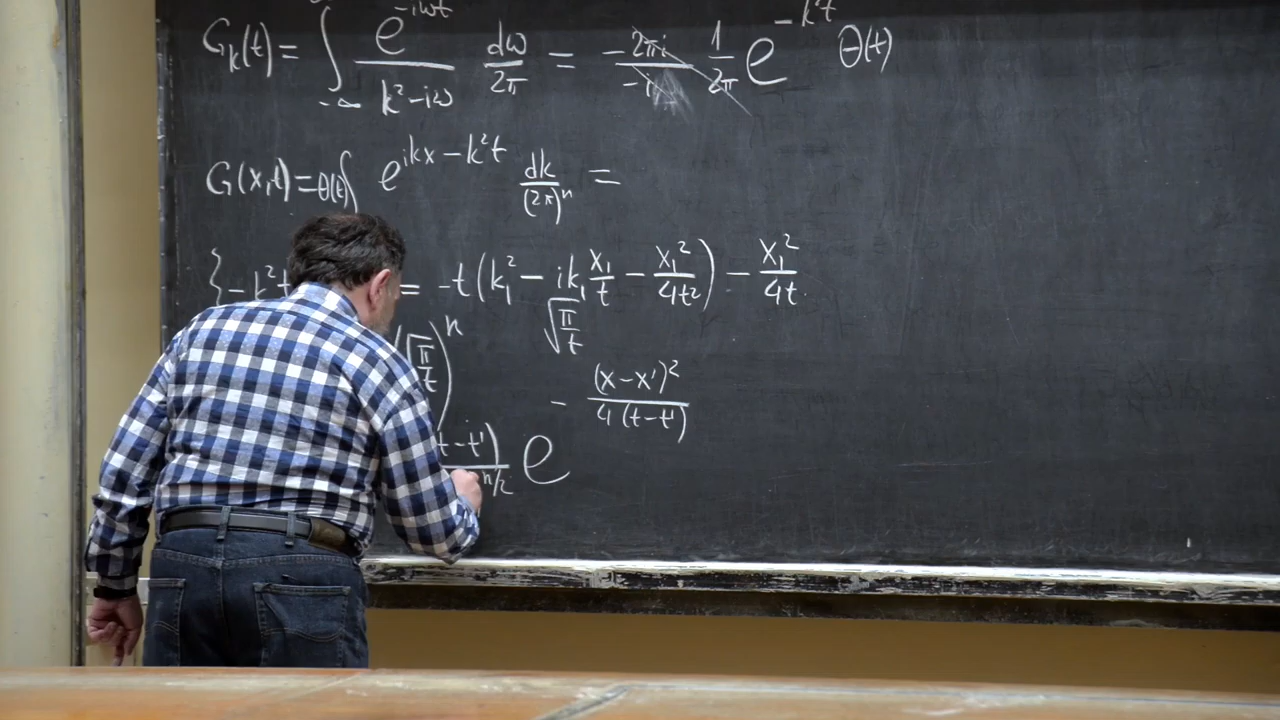 G_k(t) = ∫_{-∞} e^{-iωt} / (k² - iω) dω/2π = -2πi / -i 1/2π e^{-k²t} θ(t)
G(x,t) = θ(t)∫ e^{ikx - k²t} dk/(2π)^n =
{ -k²t = -t(k₁² - ik₁ x₁/t - x₁²/4t²) - x₁²/4t.
(√(π/t))^n √(π/t)
t - t') / ^{n/2} e^{- (x-x')² / 4(t-t')}